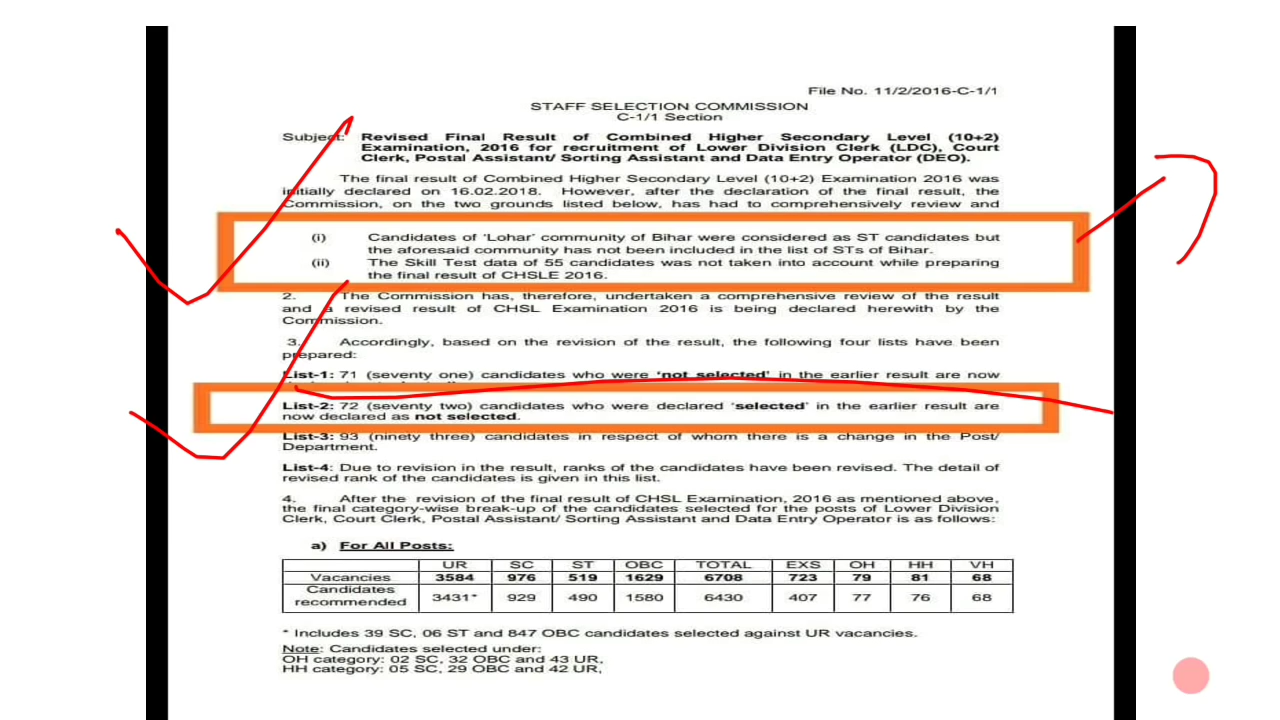 File No. 11/2/2016-C-1/1
STAFF SELECTION COMMISSION
C-1/1 Section
Subject: Revised Final Result of Combined Higher Secondary Level (10+2)
Examination, 2016 for recruitment of Lower Division Clerk (LDC), Court
Clerk, Postal Assistant/ Sorting Assistant and Data Entry Operator (DEO).
The final result of Combined Higher Secondary Level (10+2) Examination 2016 was
initially declared on 16.02.2018. However, after the declaration of the final result, the
Commission, on the two grounds listed below, has had to comprehensively review and
(i) Candidates of 'Lohar' community of Bihar were considered as ST candidates but
the aforesaid community has not been included in the list of STs of Bihar.
(ii) The Skill Test data of 55 candidates was not taken into account while preparing
the final result of CHSLE 2016.
2. The Commission has, therefore, undertaken a comprehensive review of the result
and a revised result of CHSL Examination 2016 is being declared herewith by the
Commission.
3. Accordingly, based on the revision of the result, the following four lists have been
prepared:
List-1: 71 (seventy one) candidates who were 'not selected' in the earlier result are now
List-2: 72 (seventy two) candidates who were declared 'selected' in the earlier result are
now declared as not selected.
List-3: 93 (ninety three) candidates in respect of whom there is a change in the Post/
Department.
List-4: Due to revision in the result, ranks of the candidates have been revised. The detail of
revised rank of the candidates is given in this list.
4. After the revision of the final result of CHSL Examination, 2016 as mentioned above,
the final category-wise break-up of the candidates selected for the posts of Lower Division
Clerk, Court Clerk, Postal Assistant/ Sorting Assistant and Data Entry Operator is as follows:
a) For All Posts:
UR SC ST OBC TOTAL EXS OH HH VH
Vacancies 3584 976 519 1629 6708 723 79 81 68
Candidates
recommended 3431* 929 490 1580 6430 407 77 76 68
* Includes 39 SC, 06 ST and 847 OBC candidates selected against UR vacancies.
Note: Candidates selected under:
OH category: 02 SC, 32 OBC and 43 UR,
HH category: 05 SC, 29 OBC and 42 UR,